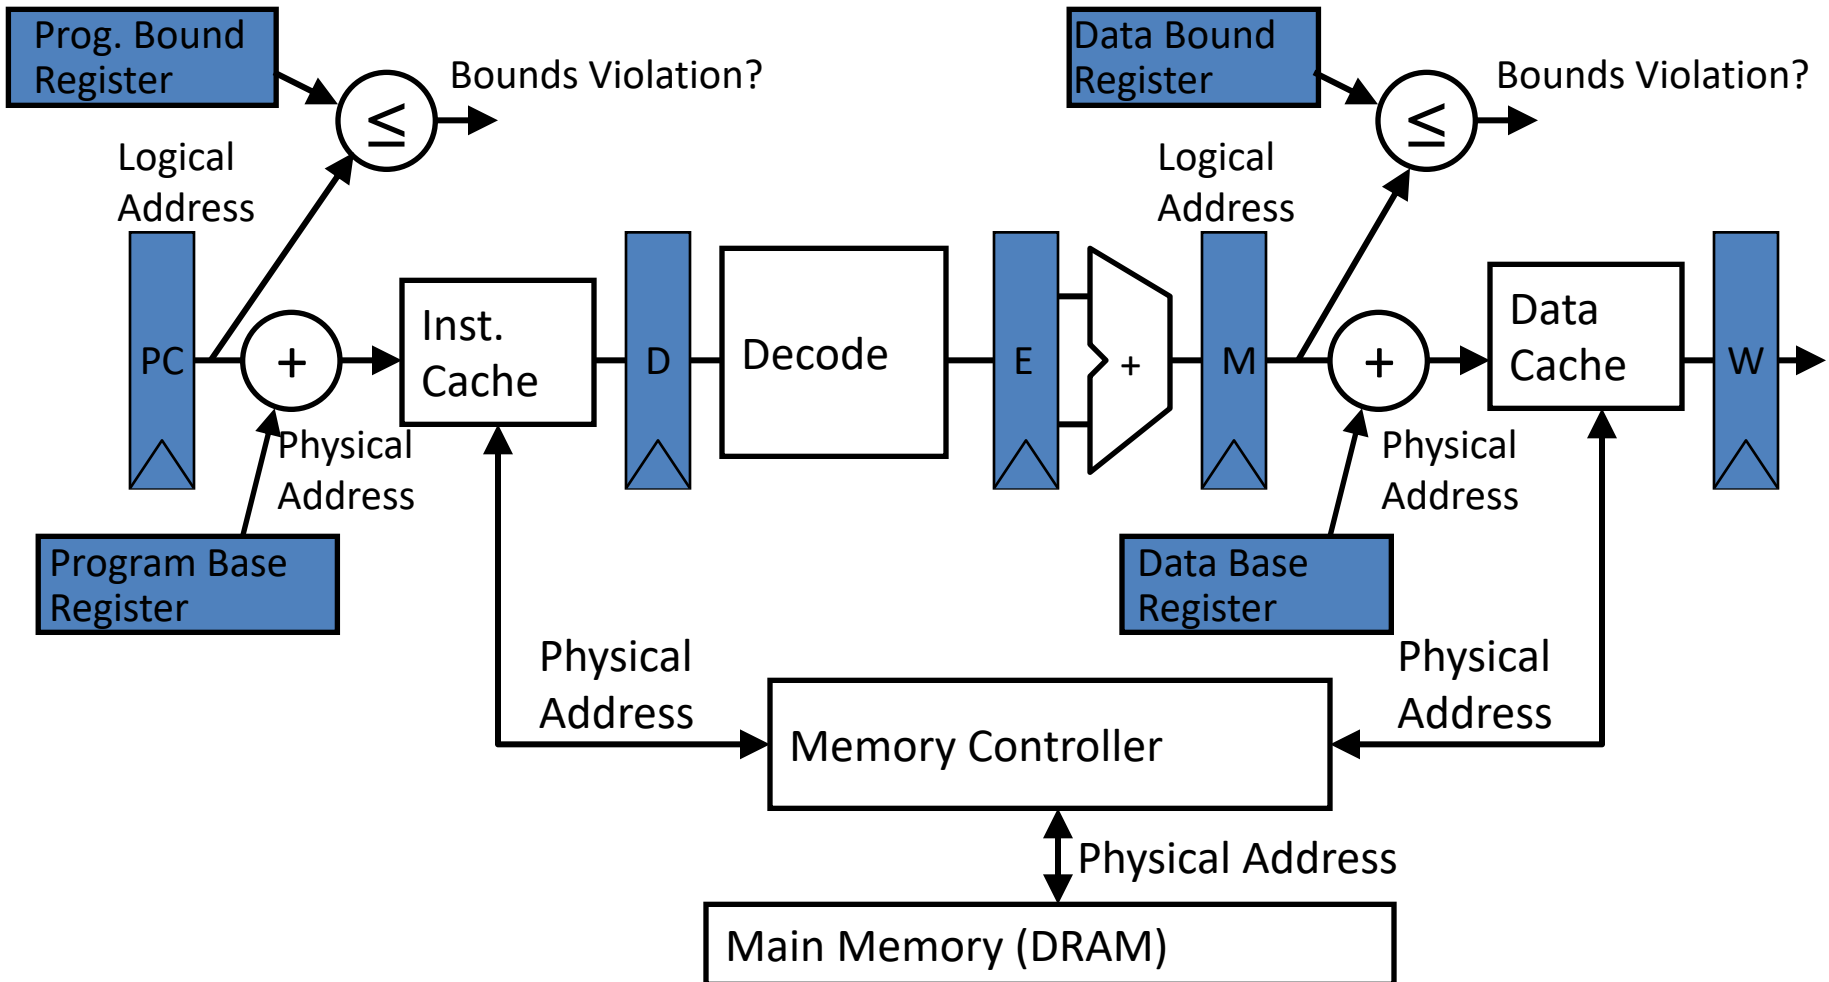 Prog. Bound
Register
Bounds Violation?
≤
Logical
Address
Data Bound
Register
Bounds Violation?
≤
Logical
Address
PC
+
Inst.
Cache
D
Decode
E
+
M
+
Data
Cache
W
Physical
Address
Physical
Address
Program Base
Register
Data Base
Register
Physical
Address
Physical
Address
Memory Controller
Physical Address
Main Memory (DRAM)